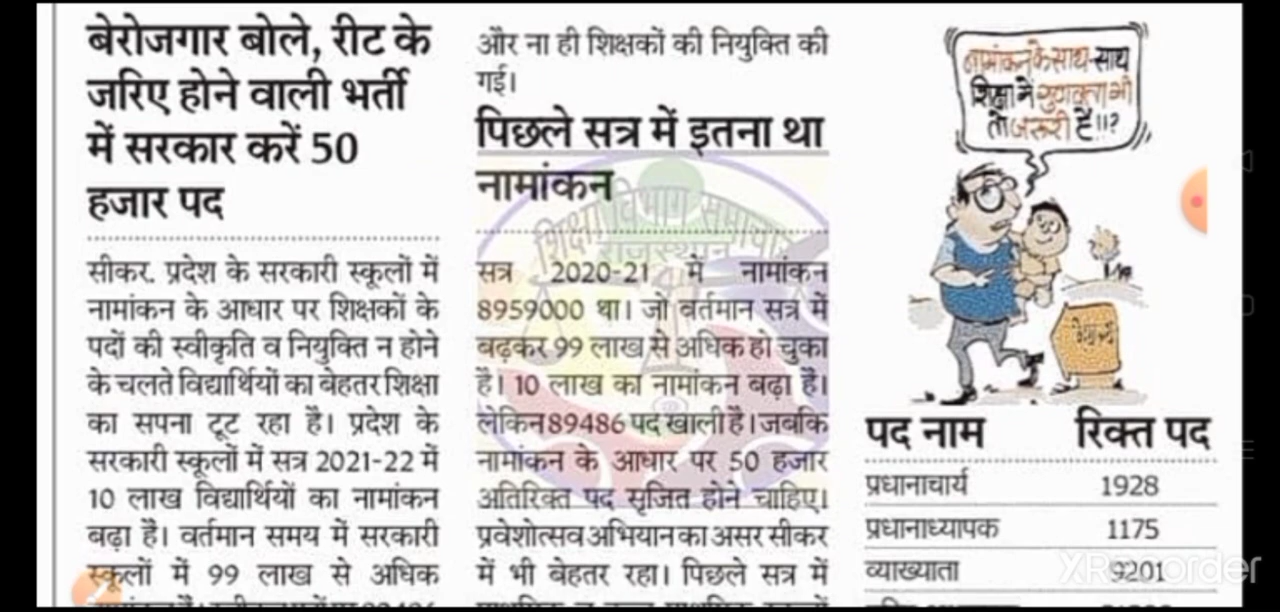 बेरोजगार बोले, रीट के
जरिए होने वाली भर्ती
में सरकार करें 50
हजार पद
सीकर. प्रदेश के सरकारी स्कूलों में
नामांकन के आधार पर शिक्षकों के
पदों की स्वीकृति व नियुक्ति न होने
के चलते विद्यार्थियों का बेहतर शिक्षा
का सपना टूट रहा है। प्रदेश के
सरकारी स्कूलों में सत्र 2021-22 में
10 लाख विद्यार्थियों का नामांकन
बढ़ा है। वर्तमान समय में सरकारी
स्कूलों में 99 लाख से अधिक
और ना ही शिक्षकों की नियुक्ति की
गई।
पिछले सत्र में इतना था
नामांकन
सत्र 2020-21 में नामांकन
8959000 था। जो वर्तमान सत्र में
बढ़कर 99 लाख से अधिक हो चुका
है। 10 लाख का नामांकन बढ़ा है।
लेकिन 89486 पद खाली है। जबकि
नामांकन के आधार पर 50 हजार
अतिरिक्त पद सृजित होने चाहिए।
प्रवेशोत्सव अभियान का असर सीकर
में भी बेहतर रहा। पिछले सत्र में
शिक्षा विभाग समाचार
राजस्थान
नामांकन के साथ-साथ
शिक्षा में गुणवत्ता भी
तो जरूरी है!!?
पद नाम रिक्त पद
प्रधानाचार्य 1928
प्रधानाध्यापक 1175
व्याख्याता 9201